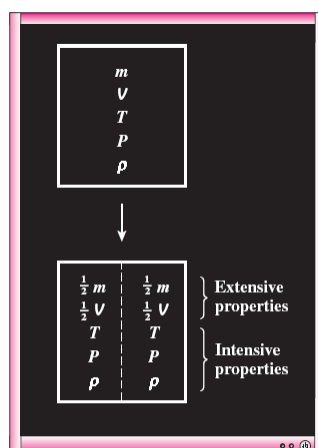 m
V
T
P
ρ
½ m ½ m
½ V ½ V
T T
P P
ρ ρ
Extensive
properties
Intensive
properties